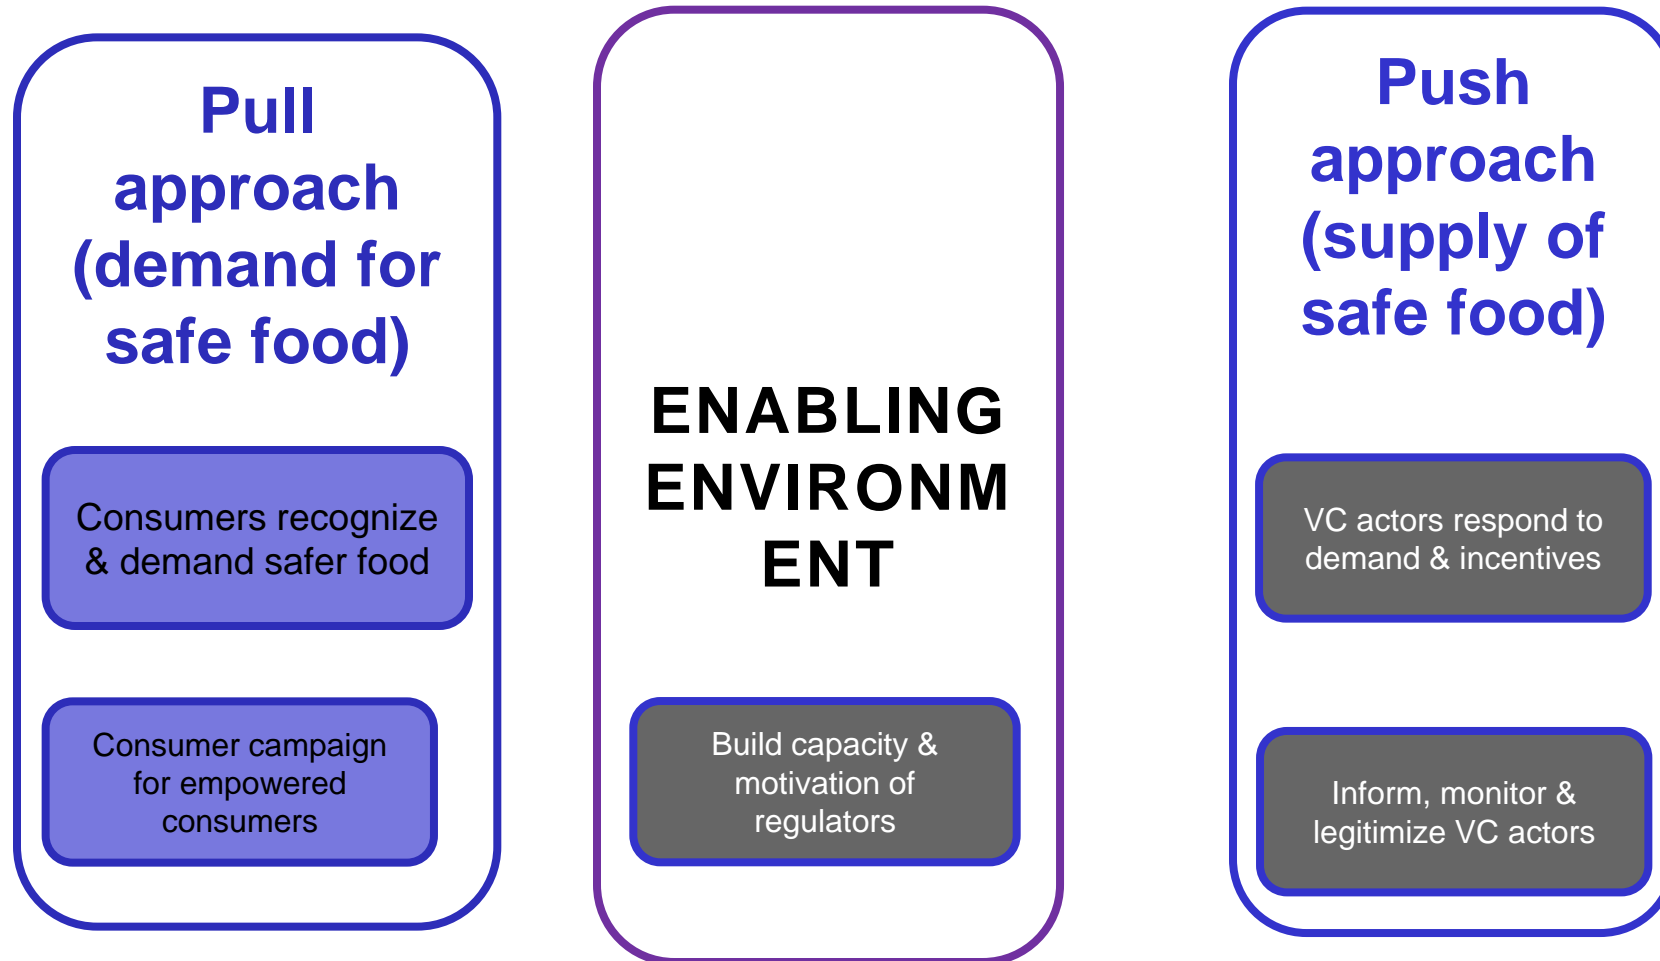 Pull
approach
(demand for
safe food)
Consumers recognize
& demand safer food
Consumer campaign
for empowered
consumers
ENABLING
ENVIRONM
ENT
Build capacity &
motivation of
regulators
Push
approach
(supply of
safe food)
VC actors respond to
demand & incentives
Inform, monitor &
legitimize VC actors